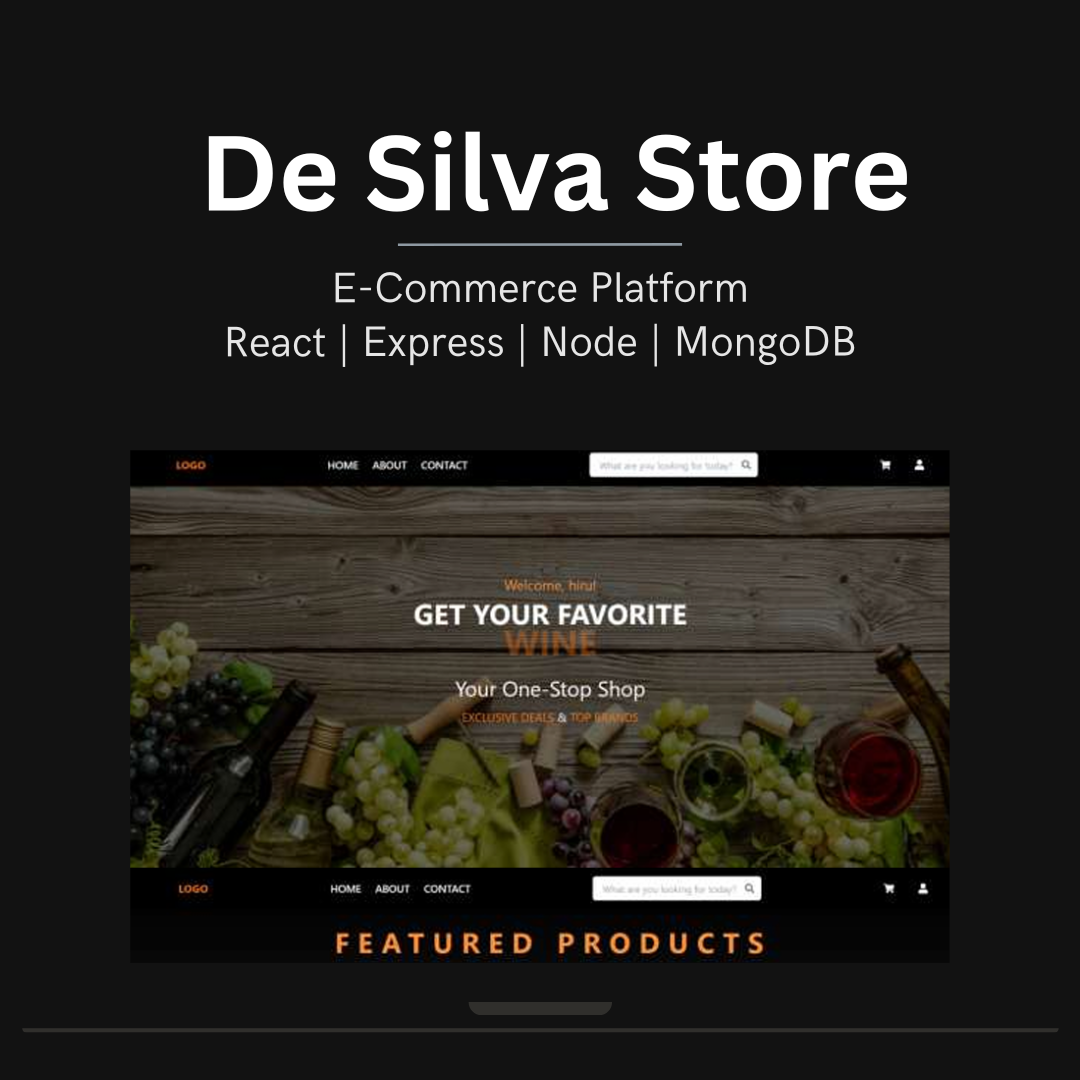 De Silva Store
E-Commerce Platform
React | Express | Node | MongoDB
LOGO HOME ABOUT CONTACT What are you looking for today?
Welcome, hiru!
GET YOUR FAVORITE
WINE
Your One-Stop Shop
EXCLUSIVE DEALS & TOP BRANDS
LOGO HOME ABOUT CONTACT What are you looking for today?
FEATURED PRODUCTS